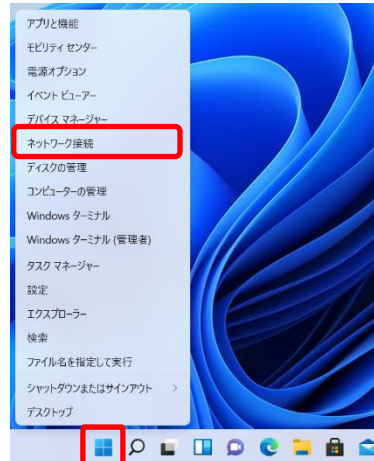 アプリと機能
モビリティ センター
電源オプション
イベント ビューアー
デバイス マネージャー
ネットワーク接続
ディスクの管理
コンピューターの管理
Windows ターミナル
Windows ターミナル (管理者)
タスク マネージャー
設定
エクスプローラー
検索
ファイル名を指定して実行
シャットダウンまたはサインアウト
デスクトップ